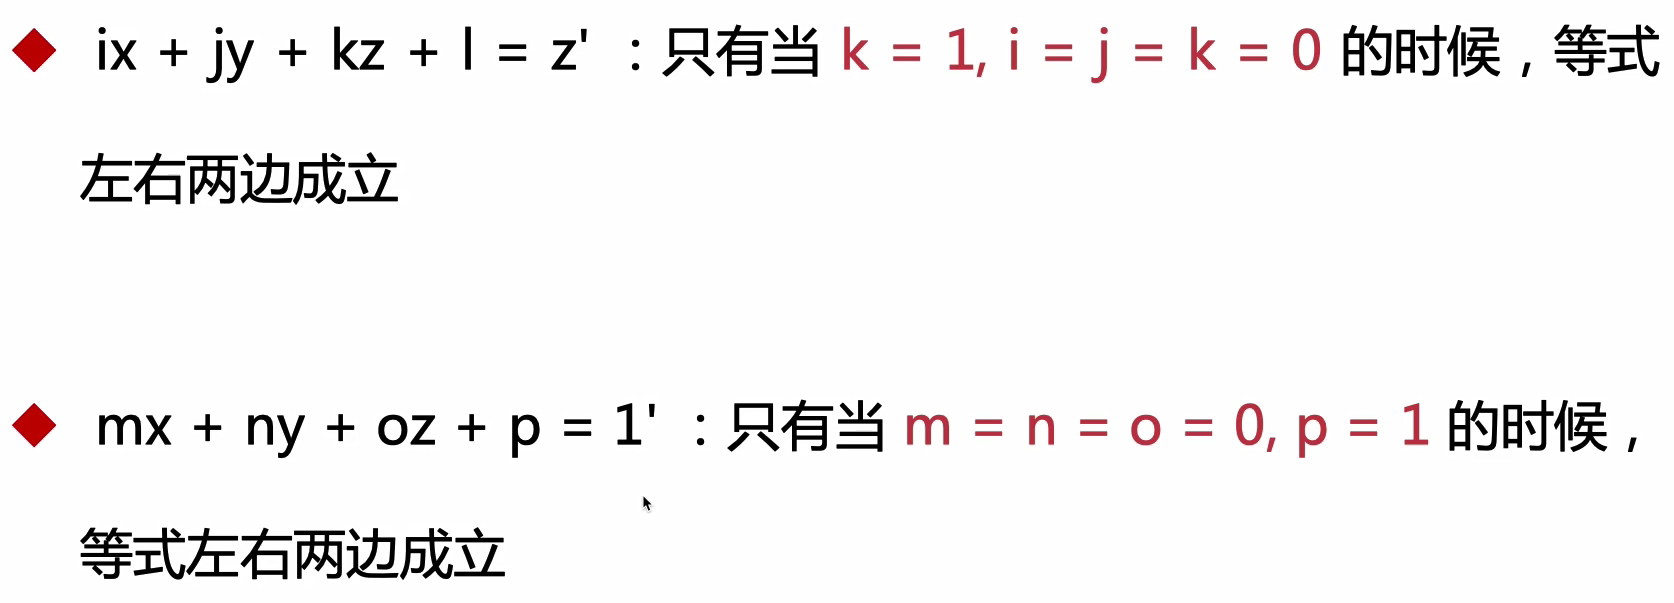 ix + jy + kz + l = z' ：只有当 k = 1, i = j = k = 0 的时候，等式
左右两边成立
mx + ny + oz + p = 1' ：只有当 m = n = o = 0, p = 1 的时候，
等式左右两边成立